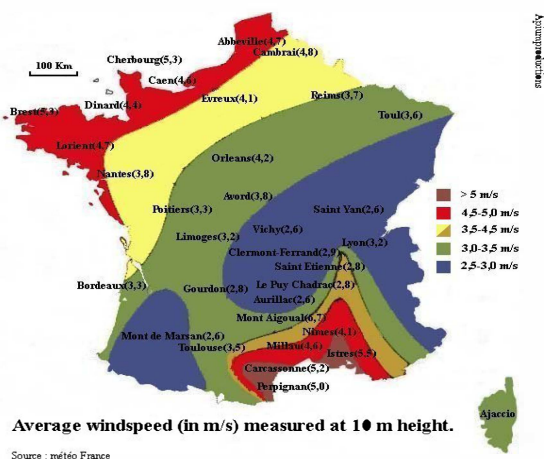 Apiumproductions
Abbeville(4,7)
Cambrai(4,8)
Cherbourg(5,3)
100 Km
Caen(4,6)
Evreux(4,1)
Reims(3,7)
Dinard(4,4)
Brest(5,3)
Toul(3,6)
Lorient(4,7)
Orleans(4,2)
Nantes(3,8)
Avord(3,8)
> 5 m/s
Poitiers(3,3)
Saint Yan(2,6)
4,5-5,0 m/s
Vichy(2,6)
3,5-4,5 m/s
Limoges(3,2)
Lyon(3,2)
3,0-3,5 m/s
Clermont-Ferrand(2,9)
Saint Etienne(2,8)
2,5-3,0 m/s
Bordeaux(3,3)
Gourdon(2,8)
Le Puy Chadrac(2,8)
Aurillac(2,6)
Mont Aigoual(6,7)
Mont de Marsan(2,6)
Nimes(4,1)
Toulouse(3,5)
Millau(4,6)
Istres(5,5)
Carcassonne(5,2)
Perpignan(5,0)
Ajaccio
Average windspeed (in m/s) measured at 10 m height.
Source : météo France